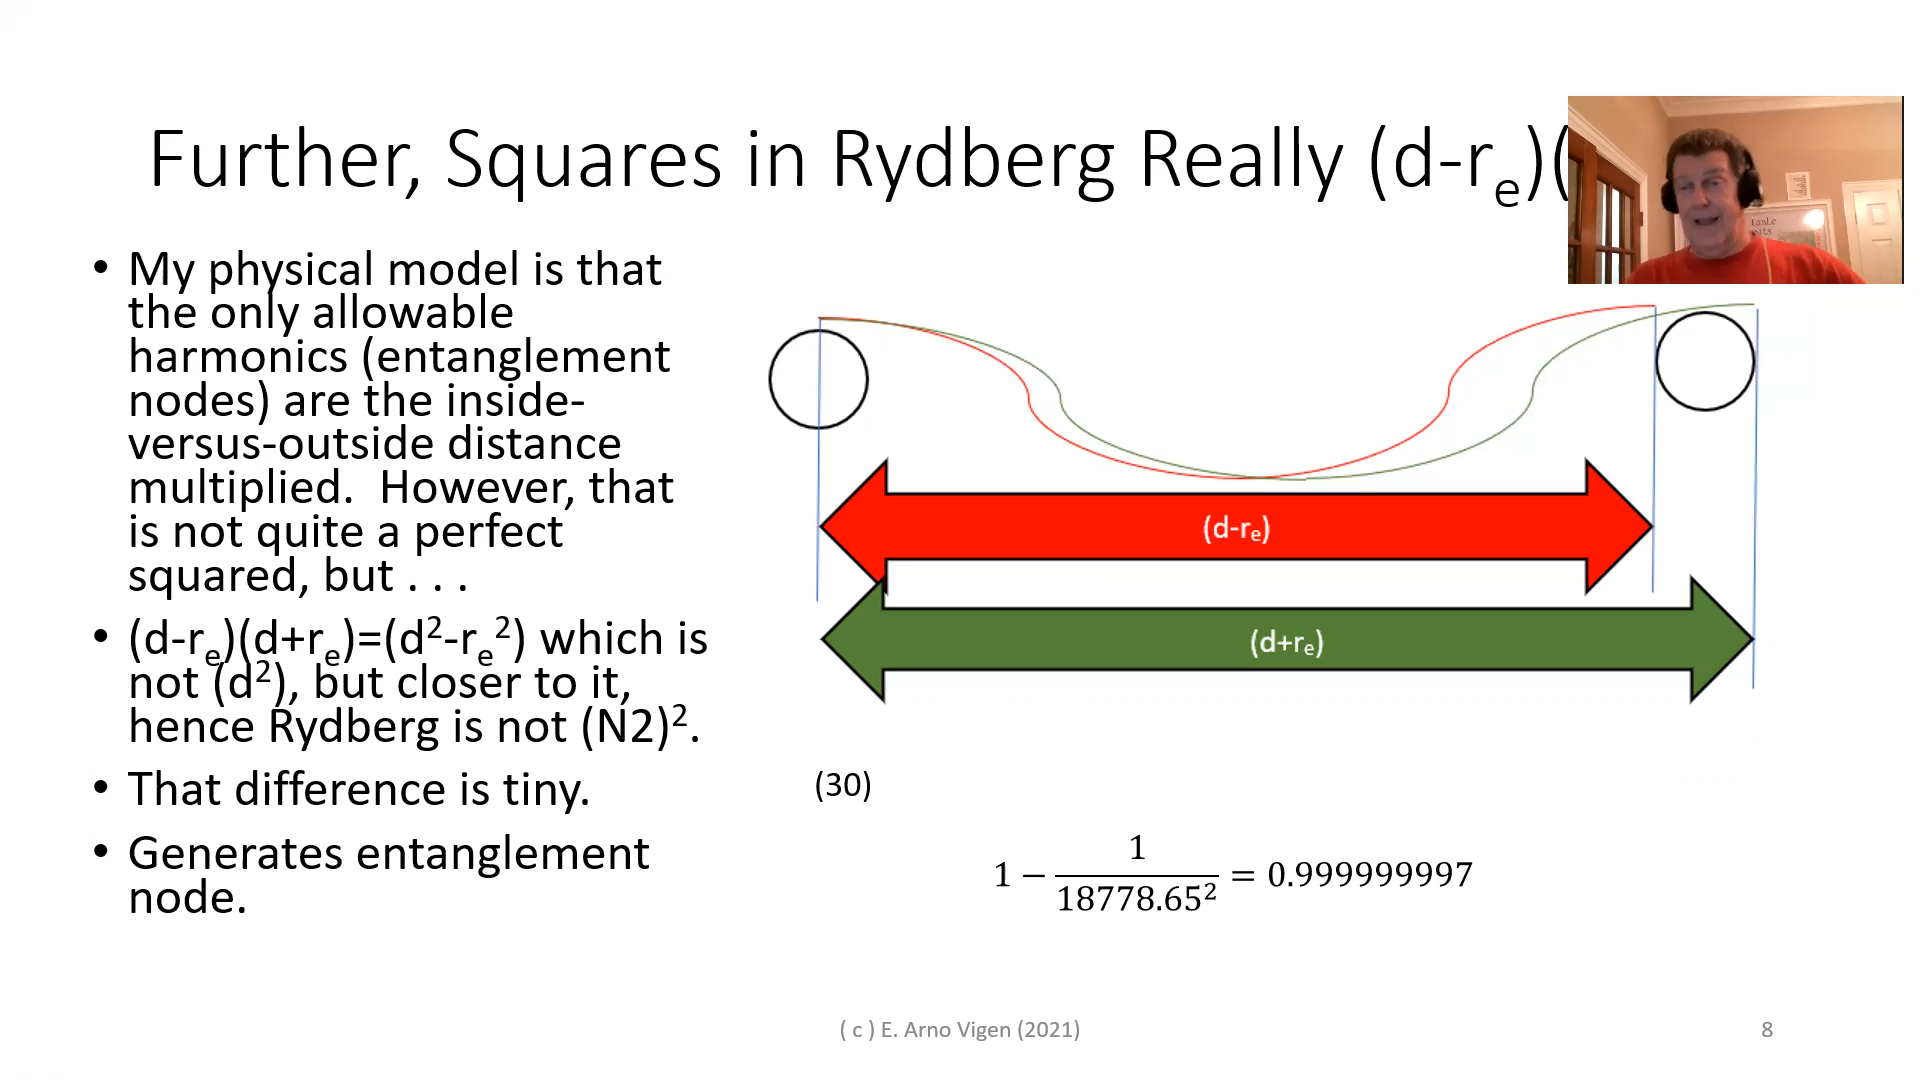 Further, Squares in Rydberg Really (d-rₑ)(
• My physical model is that
the only allowable
harmonics (entanglement
nodes) are the inside-
versus-outside distance
multiplied. However, that
is not quite a perfect
squared, but . . .
• (d-rₑ)(d+rₑ)=(d²-rₑ²) which is
not (d²), but closer to it,
hence Rydberg is not (N2)².
• That difference is tiny.
• Generates entanglement
node.
(d-rₑ)
(d+rₑ)
(30)
1 − 1/18778.65² = 0.999999997
( c ) E. Arno Vigen (2021)
8